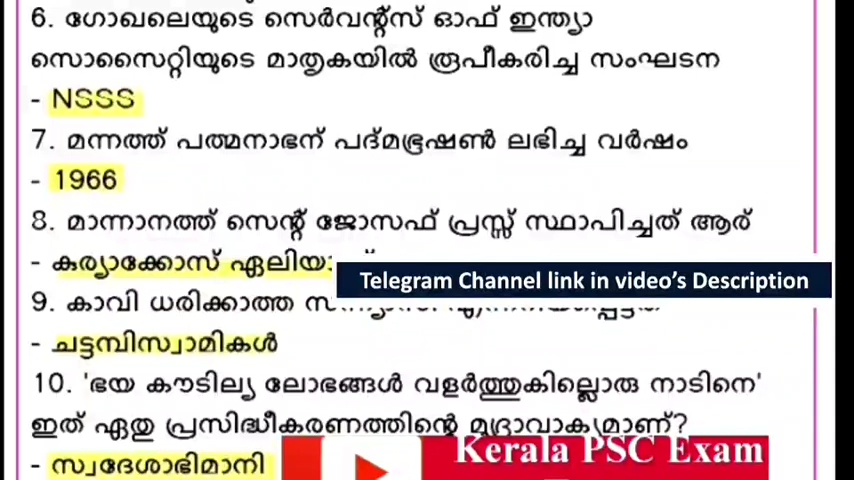 6. ഗോഖലെയുടെ സെർവന്റ്സ് ഓഫ് ഇന്ത്യാ
സൊസൈറ്റിയുടെ മാതൃകയിൽ രൂപീകരിച്ച സംഘടന
- NSSS
7. മന്നത്ത് പത്മനാഭന് പദ്മഭൂഷൺ ലഭിച്ച വർഷം
- 1966
8. മാന്നാനത്ത് സെന്റ് ജോസഫ് പ്രസ്സ് സ്ഥാപിച്ചത് ആര്
- കുര്യാക്കോസ്
Telegram Channel link in video's Description
9. കാവി ധരിക്കാത്ത
- ചട്ടമ്പിസ്വാമികൾ
10. 'ഭയ കൗടില്യ ലോഭങ്ങൾ വളർത്തുകില്ലൊരു നാടിനെ'
ഇത് ഏതു പ്രസിദ്ധീകരണത്തിന്റെ മുദ്രാവാക്യമാണ്?
- സ്വദേശാഭിമാനി
Kerala PSC Exam